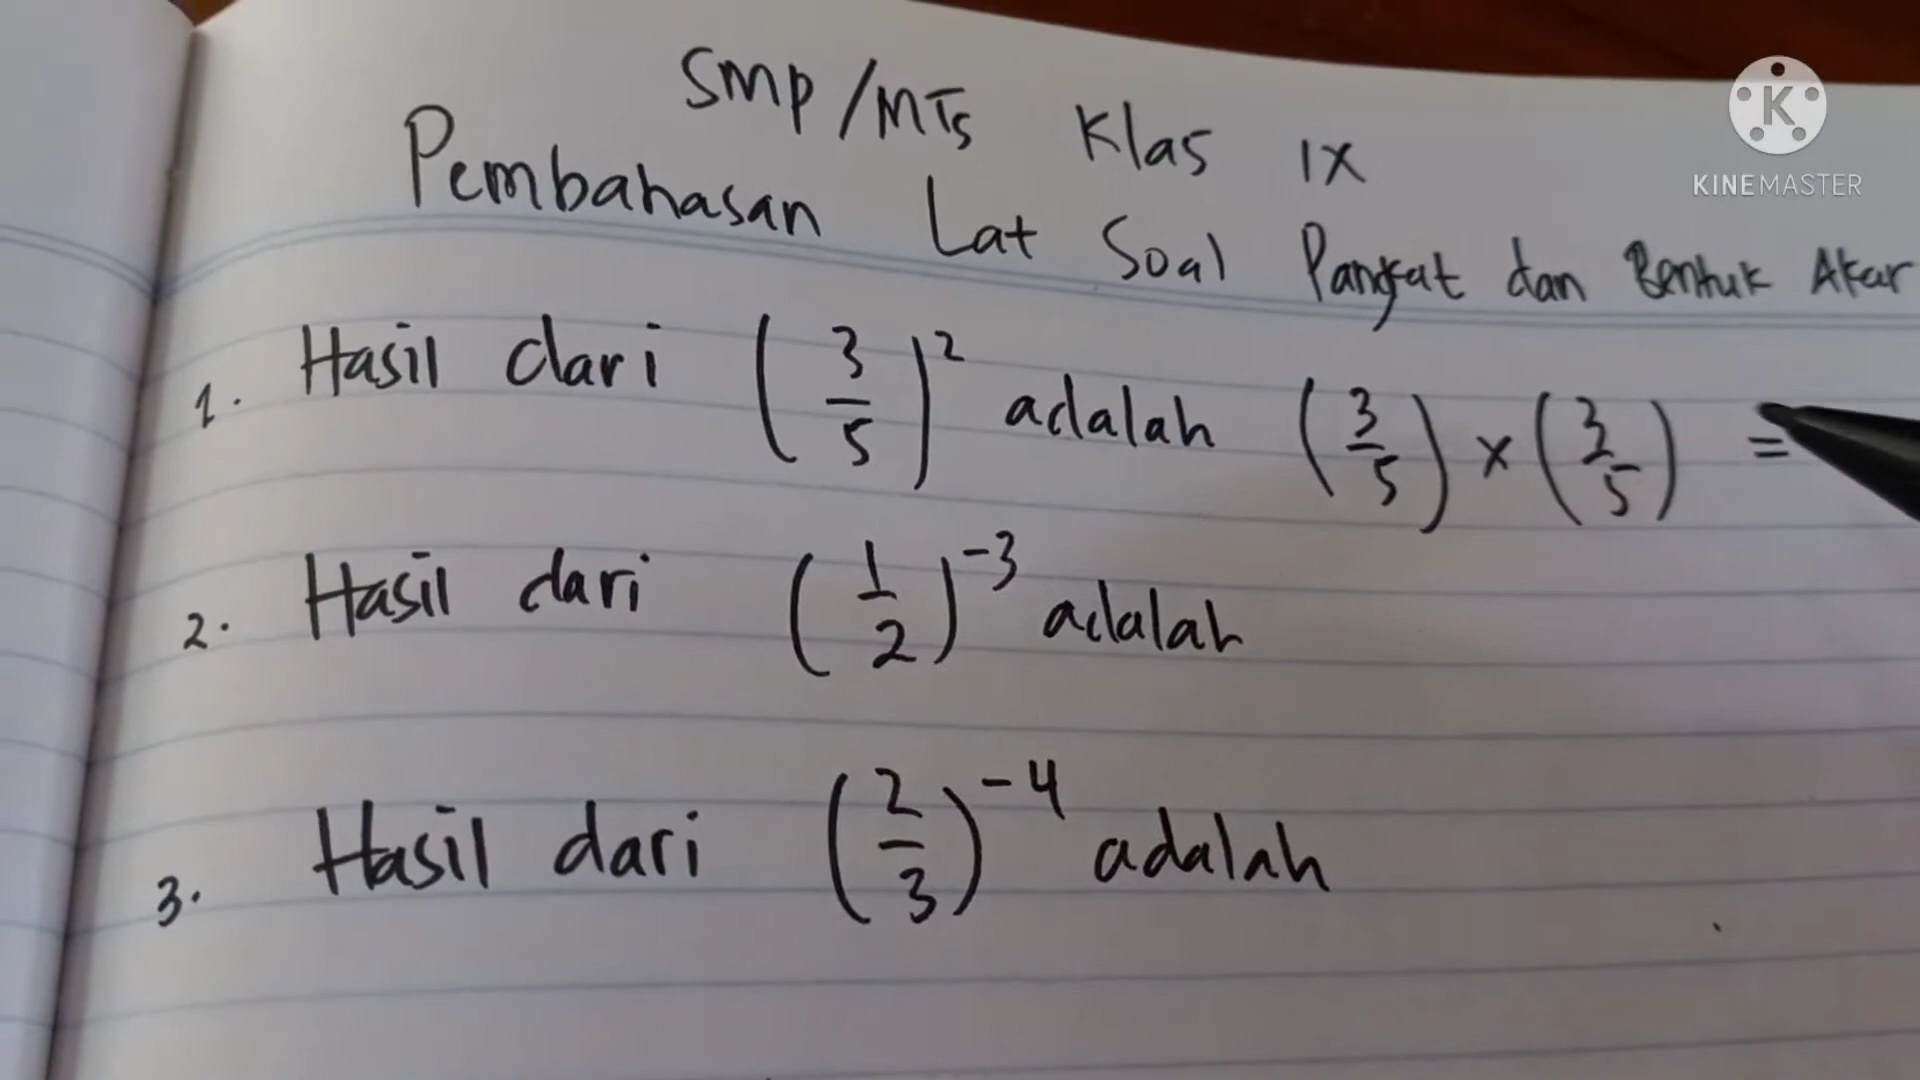 SMP/MTs Klas IX
Pembahasan Lat Soal Pangkat dan Bentuk Akar
1. Hasil dari (3/5)² adalah (3/5) × (3/5) =
2. Hasil dari (1/2)⁻³ adalah
3. Hasil dari (2/3)⁻⁴ adalah
K
KINEMASTER